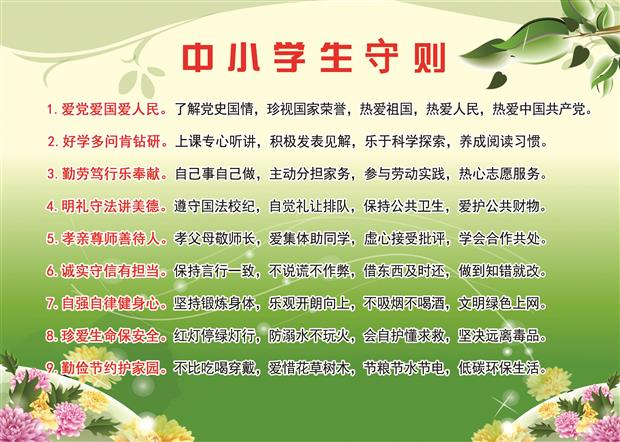 中小学生守则
1.爱党爱国爱人民。了解党史国情，珍视国家荣誉，热爱祖国，热爱人民，热爱中国共产党。
2.好学多问肯钻研。上课专心听讲，积极发表见解，乐于科学探索，养成阅读习惯。
3.勤劳笃行乐奉献。自己事自己做，主动分担家务，参与劳动实践，热心志愿服务。
4.明礼守法讲美德。遵守国法校纪，自觉礼让排队，保持公共卫生，爱护公共财物。
5.孝亲尊师善待人。孝父母敬师长，爱集体助同学，虚心接受批评，学会合作共处。
6.诚实守信有担当。保持言行一致，不说谎不作弊，借东西及时还，做到知错就改。
7.自强自律健身心。坚持锻炼身体，乐观开朗向上，不吸烟不喝酒，文明绿色上网。
8.珍爱生命保安全。红灯停绿灯行，防溺水不玩火，会自护懂求救，坚决远离毒品。
9.勤俭节约护家园。不比吃喝穿戴，爱惜花草树木，节粮节水节电，低碳环保生活。